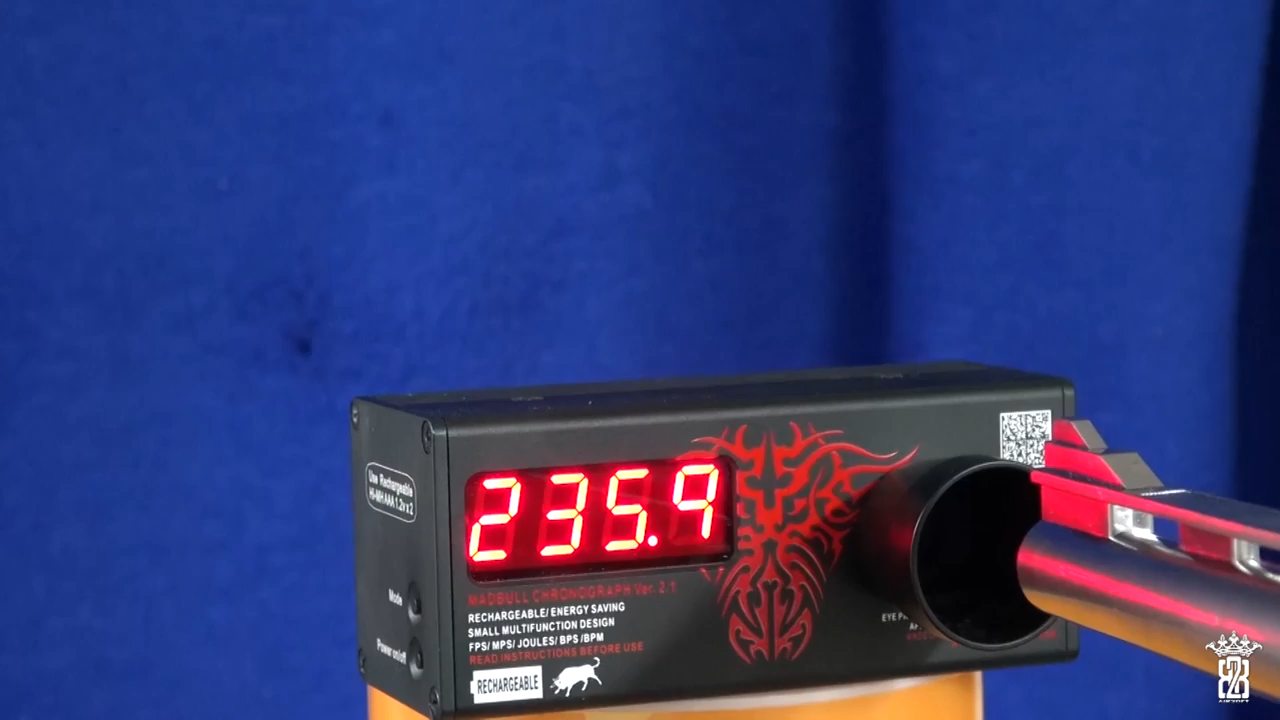 Use Rechargeable
Ni-MH AAA 1.2v x 2
Mode
Power on/off
235.9
MADBULL CHRONOGRAPH Ver. 2.1
RECHARGEABLE/ ENERGY SAVING
SMALL MULTIFUNCTION DESIGN
FPS/ MPS/ JOULES/ BPS /BPM
READ INSTRUCTIONS BEFORE USE
RECHARGEABLE
EYE